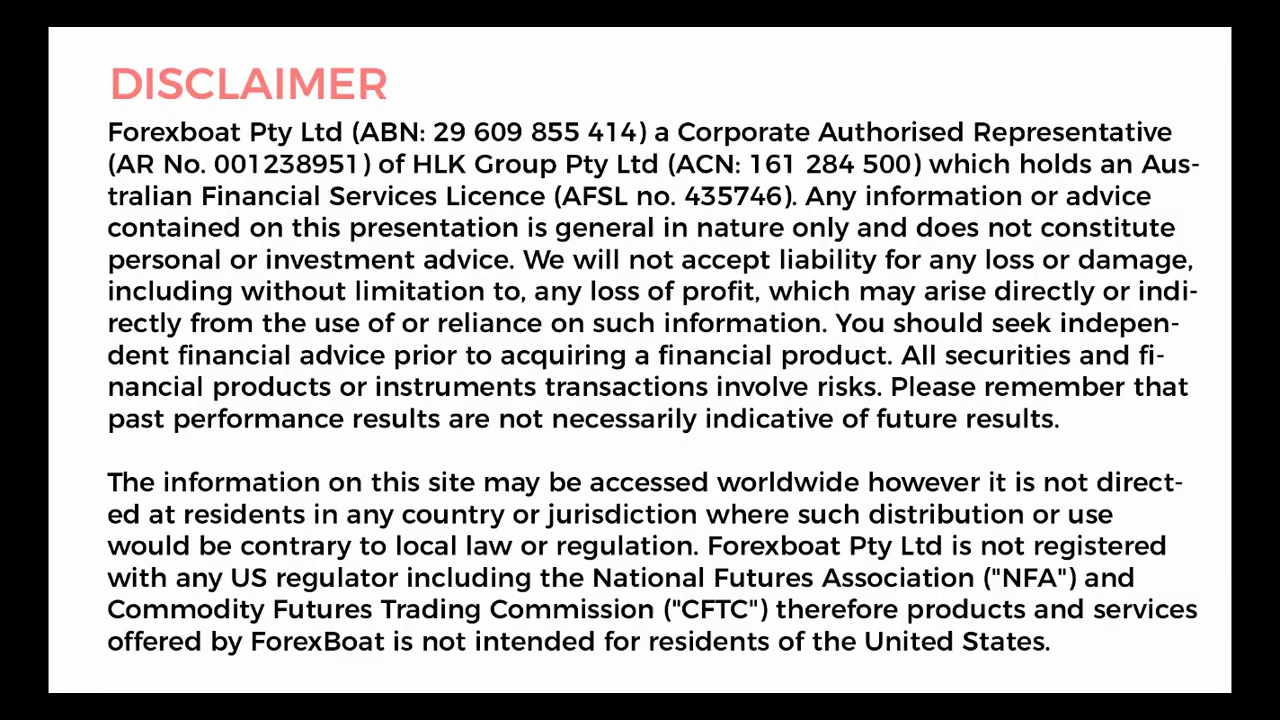 DISCLAIMER
Forexboat Pty Ltd (ABN: 29 609 855 414) a Corporate Authorised Representative
(AR No. 001238951) of HLK Group Pty Ltd (ACN: 161 284 500) which holds an Aus-
tralian Financial Services Licence (AFSL no. 435746). Any information or advice
contained on this presentation is general in nature only and does not constitute
personal or investment advice. We will not accept liability for any loss or damage,
including without limitation to, any loss of profit, which may arise directly or indi-
rectly from the use of or reliance on such information. You should seek indepen-
dent financial advice prior to acquiring a financial product. All securities and fi-
nancial products or instruments transactions involve risks. Please remember that
past performance results are not necessarily indicative of future results.
The information on this site may be accessed worldwide however it is not direct-
ed at residents in any country or jurisdiction where such distribution or use
would be contrary to local law or regulation. Forexboat Pty Ltd is not registered
with any US regulator including the National Futures Association ("NFA") and
Commodity Futures Trading Commission ("CFTC") therefore products and services
offered by ForexBoat is not intended for residents of the United States.